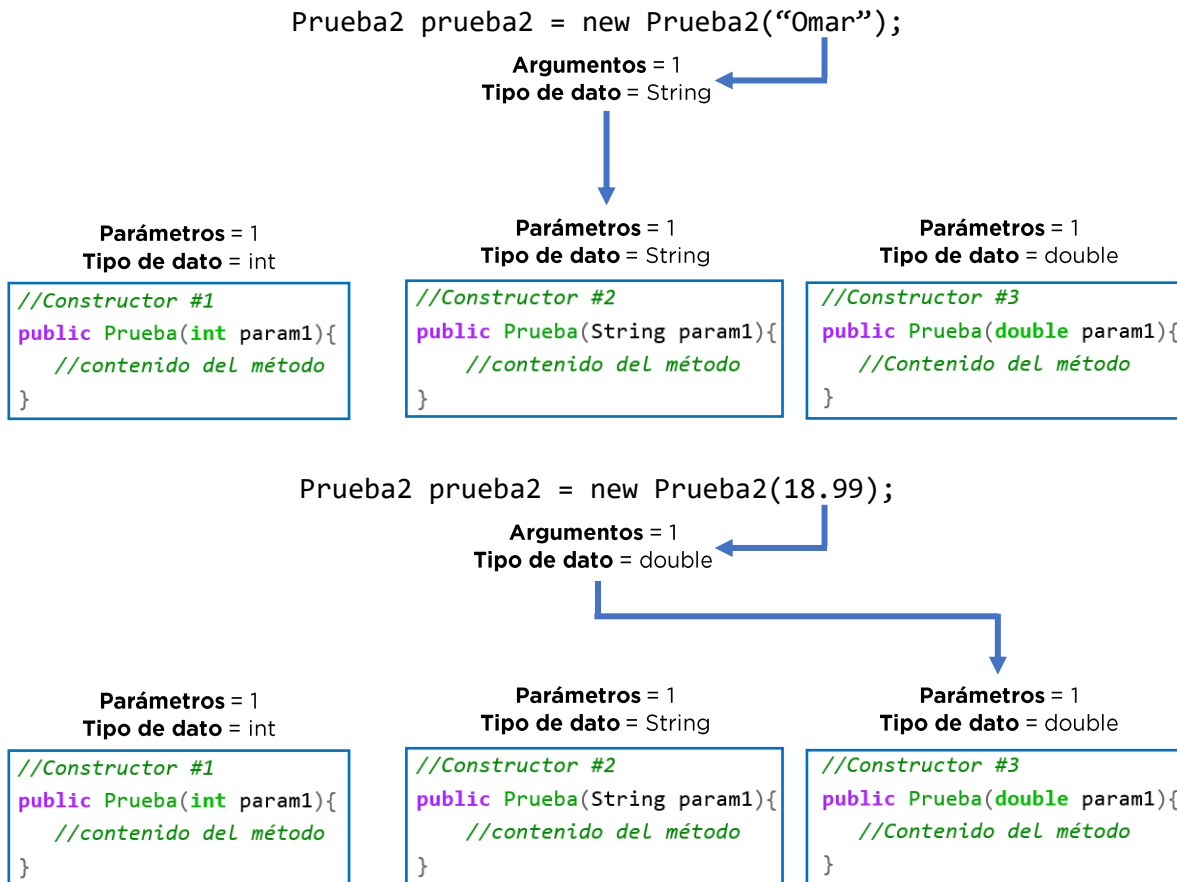 Prueba2 prueba2 = new Prueba2(“Omar”);
Argumentos = 1
Tipo de dato = String
Parámetros = 1
Tipo de dato = int
//Constructor #1
public Prueba(int param1){
//contenido del método
}
Parámetros = 1
Tipo de dato = String
//Constructor #2
public Prueba(String param1){
//contenido del método
}
Parámetros = 1
Tipo de dato = double
//Constructor #3
public Prueba(double param1){
//Contenido del método
}
Prueba2 prueba2 = new Prueba2(18.99);
Argumentos = 1
Tipo de dato = double
Parámetros = 1
Tipo de dato = int
//Constructor #1
public Prueba(int param1){
//contenido del método
}
Parámetros = 1
Tipo de dato = String
//Constructor #2
public Prueba(String param1){
//contenido del método
}
Parámetros = 1
Tipo de dato = double
//Constructor #3
public Prueba(double param1){
//Contenido del método
}